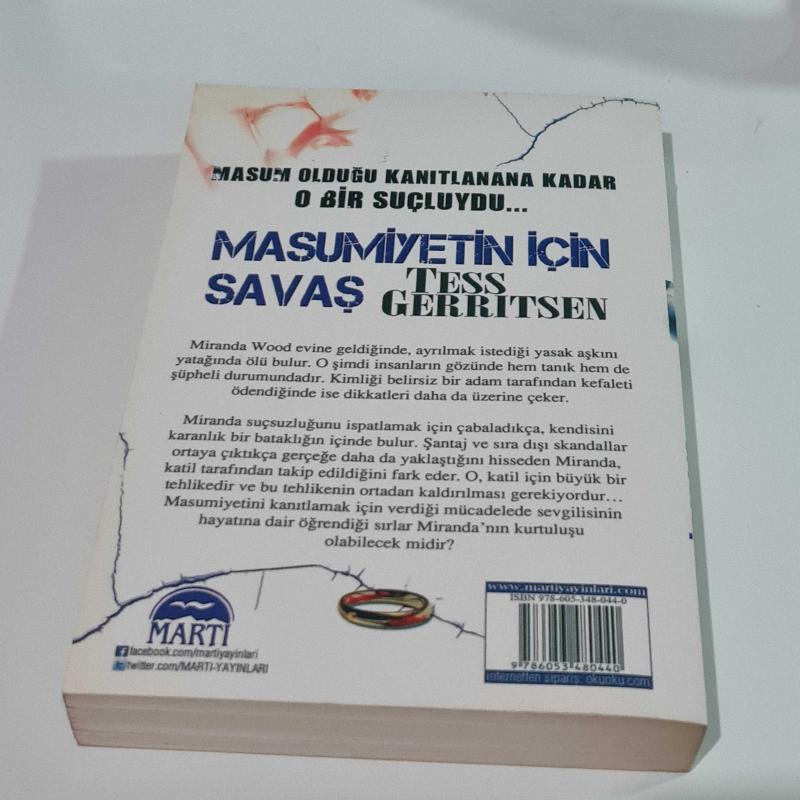 MASUM OLDUĞU KANITLANANA KADAR
O BİR SUÇLUYDU...
MASUMİYETİN İÇİN
SAVAŞ
TESS
GERRITSEN
Miranda Wood evine geldiğinde, ayrılmak istediği yasak aşkını
yatağında ölü bulur. O şimdi insanların gözünde hem tanık hem de
şüpheli durumundadır. Kimliği belirsiz bir adam tarafından kefaleti
ödendiğinde ise dikkatleri daha da üzerine çeker.
Miranda suçsuzluğunu ispatlamak için çabaladıkça, kendisini
karanlık bir bataklığın içinde bulur. Şantaj ve sıra dışı skandallar
ortaya çıktıkça gerçeğe daha da yaklaştığını hisseden Miranda,
katil tarafından takip edildiğini fark eder. O, katil için büyük bir
tehlikedir ve bu tehlikenin ortadan kaldırılması gerekiyordur...
Masumiyetini kanıtlamak için verdiği mücadelede sevgilisinin
hayatına dair öğrendiği sırlar Miranda'nın kurtuluşu
olabilecek midir?
MARTI
facebook.com/martiyayinlari
twitter.com/MARTI-YAYINLARI
www.martiyayinlari.com
ISBN 978-605-348-044-0
9 786053 480440
internetten sipariş: okuoku.com